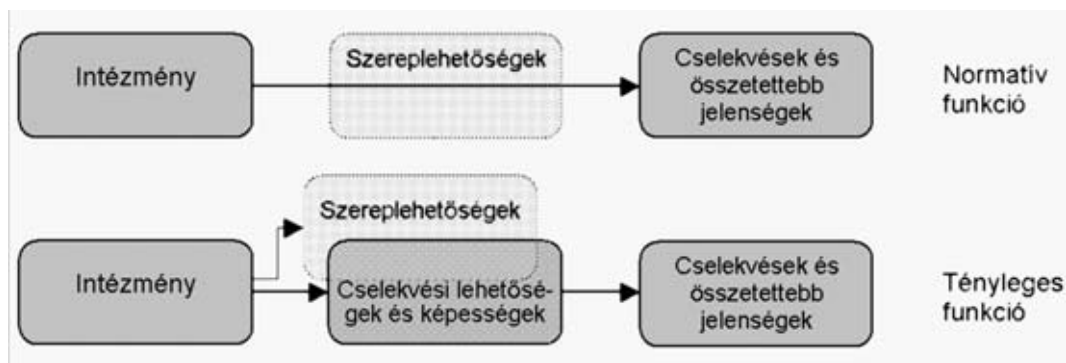 Intézmény
Szereplehetőségek
Cselekvések és
összetettebb
jelenségek
Normatív
funkció
Szereplehetőségek
Intézmény
Cselekvési lehetősé-
gek és képességek
Cselekvések és
összetettebb
jelenségek
Tényleges
funkció